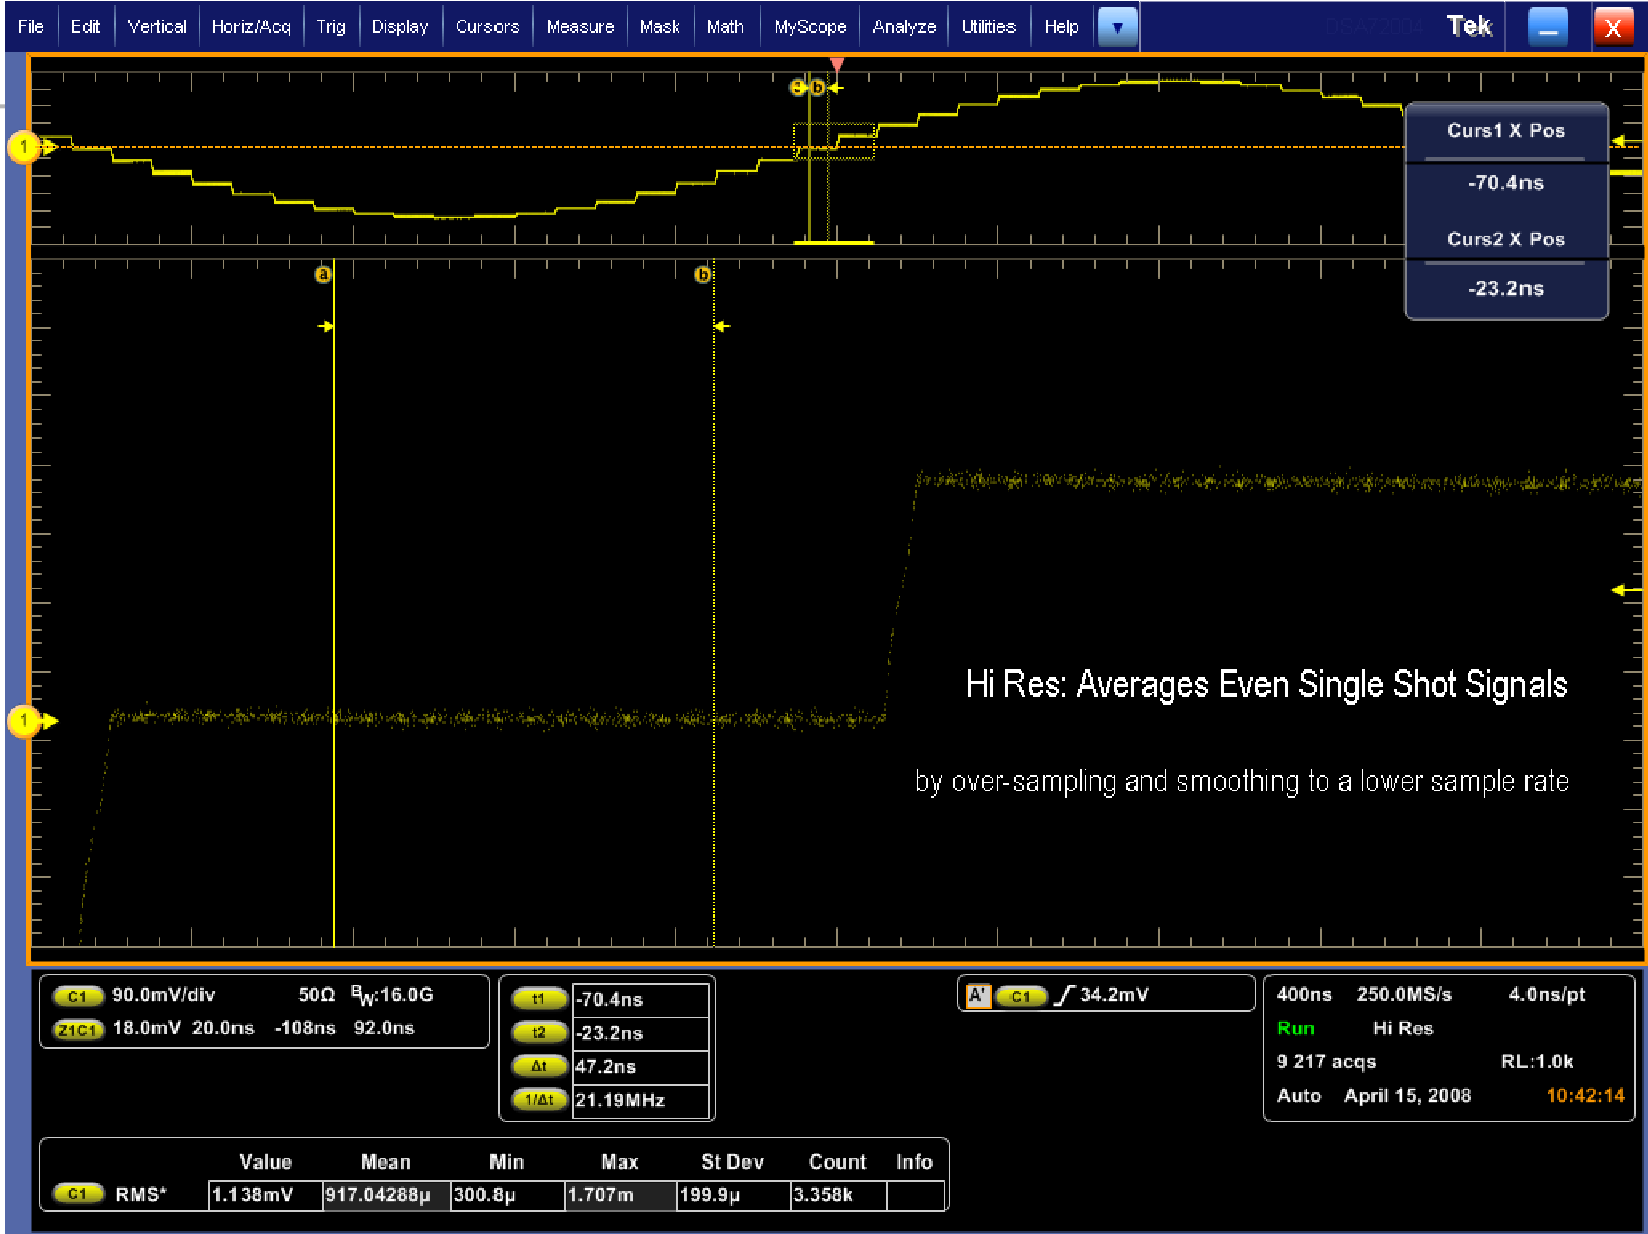 File Edit Vertical Horiz/Acq Trig Display Cursors Measure Mask Math MyScope Analyze Utilities Help DSA72004 Tek X
a b
1
Curs1 X Pos
-70.4ns
Curs2 X Pos
-23.2ns
a b
Hi Res: Averages Even Single Shot Signals
1
by over-sampling and smoothing to a lower sample rate
C1 90.0mV/div 50Ω BW:16.0G
Z1C1 18.0mV 20.0ns -108ns 92.0ns
t1 -70.4ns
t2 -23.2ns
Δt 47.2ns
1/Δt 21.19MHz
A' C1 34.2mV
400ns 250.0MS/s 4.0ns/pt
Run Hi Res
9 217 acqs RL:1.0k
Auto April 15, 2008 10:42:14
Value Mean Min Max St Dev Count Info
C1 RMS* 1.138mV 917.04288µ 300.8µ 1.707m 199.9µ 3.358k